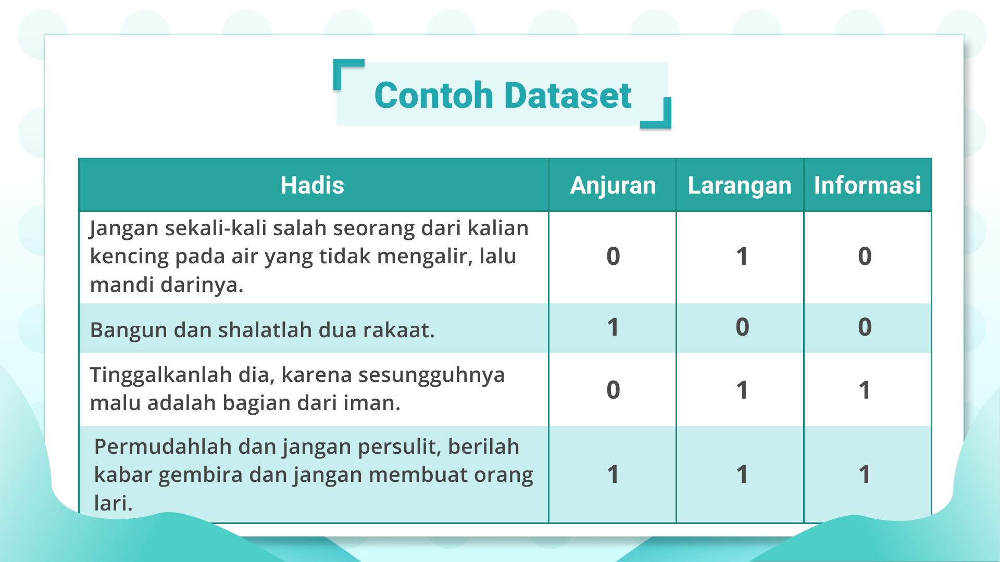 Contoh Dataset
Hadis Anjuran Larangan Informasi
Jangan sekali-kali salah seorang dari kalian
kencing pada air yang tidak mengalir, lalu
mandi darinya.
0 1 0
Bangun dan shalatlah dua rakaat.
1 0 0
Tinggalkanlah dia, karena sesungguhnya
malu adalah bagian dari iman.
0 1 1
Permudahlah dan jangan persulit, berilah
kabar gembira dan jangan membuat orang
lari.
1 1 1